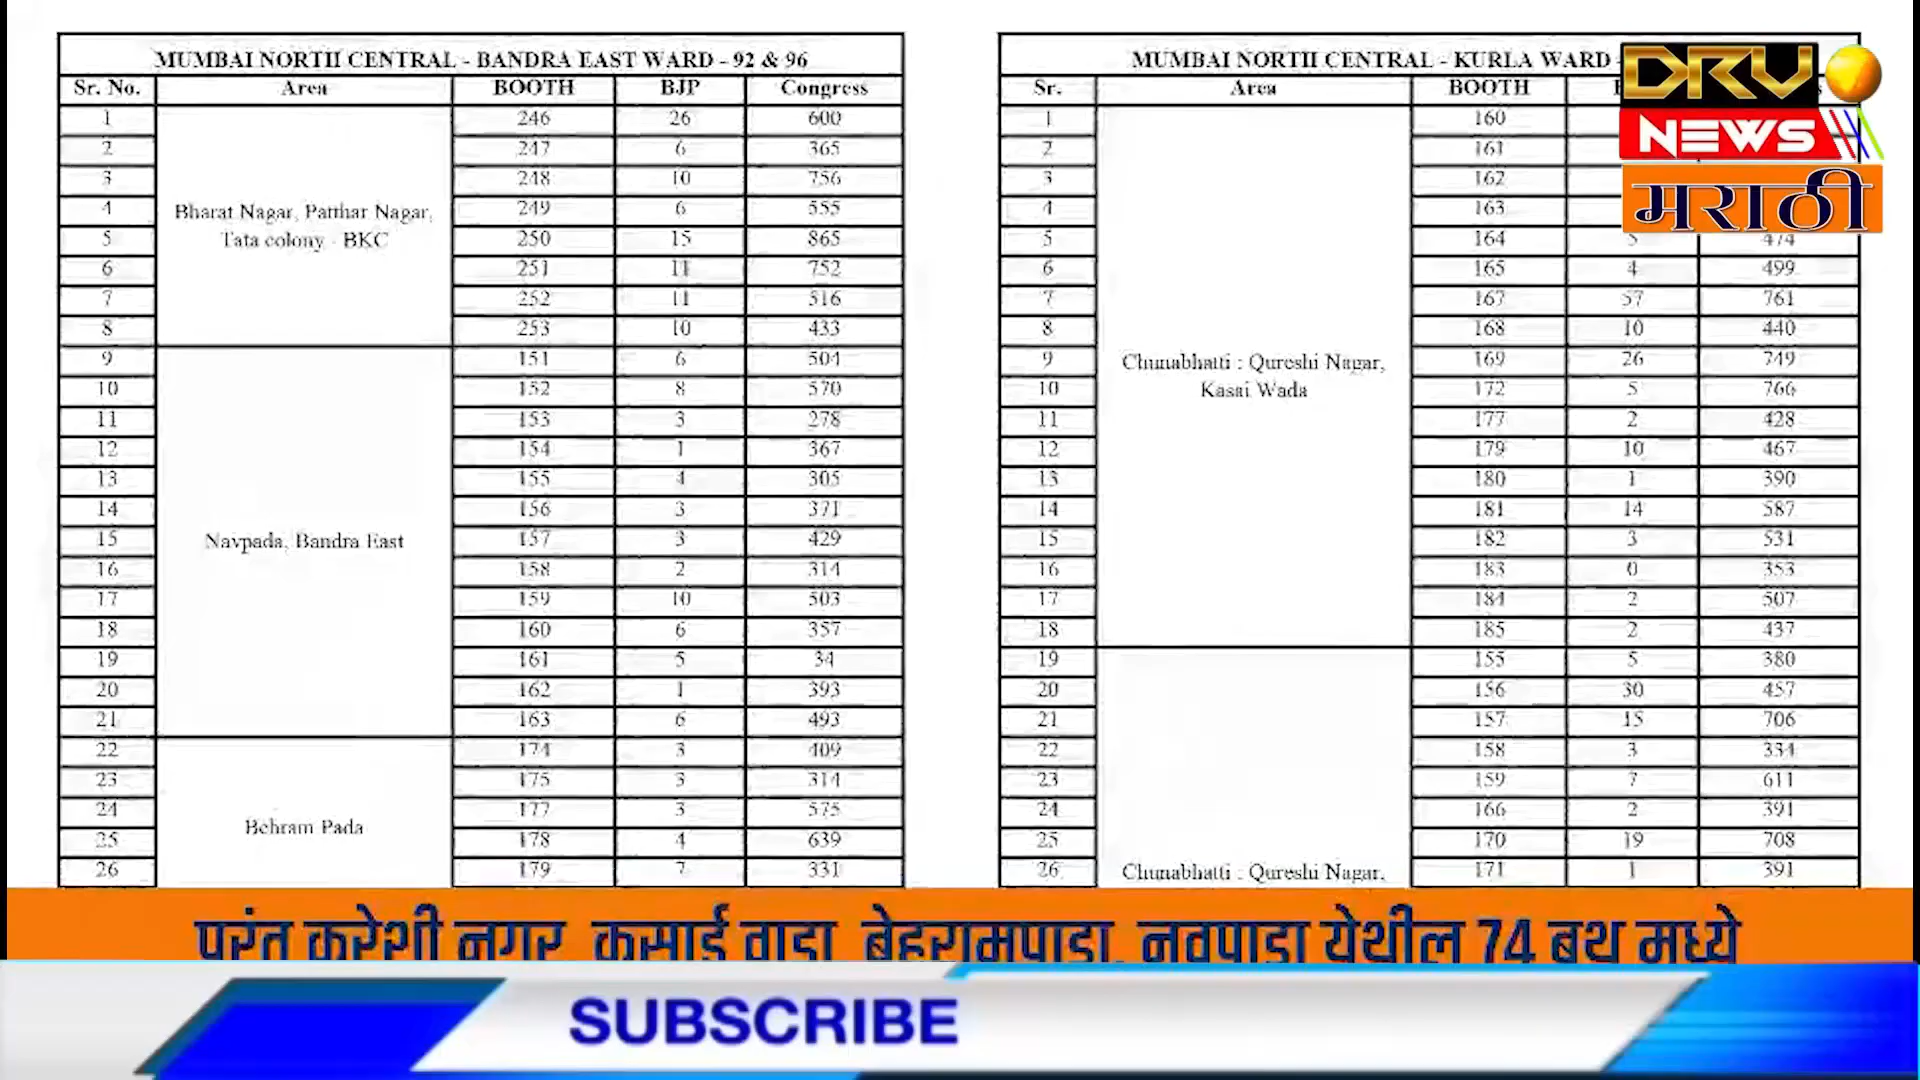 MUMBAI NORTH CENTRAL - BANDRA EAST WARD - 92 & 96
Sr. No. Area BOOTH BJP Congress
1 246 26 600
2 247 6 365
3 248 10 756
4 Bharat Nagar, Patthar Nagar, 249 6 555
5 Tata colony - BKC 250 15 865
6 251 11 752
7 252 11 516
8 253 10 433
9 151 6 504
10 152 8 570
11 153 3 278
12 154 1 367
13 155 4 305
14 156 3 371
15 Navpada, Bandra East 157 3 429
16 158 2 314
17 159 10 503
18 160 6 357
19 161 5 34
20 162 1 393
21 163 6 493
22 174 3 409
23 175 3 314
24 177 3 575
25 Behram Pada 178 4 639
26 179 7 331
MUMBAI NORTH CENTRAL - KURLA WARD -
Sr. Area BOOTH
1 160
2 161
3 162
4 163
5 164 5 474
6 165 4 499
7 167 57 761
8 168 10 440
9 Chunabhatti : Qureshi Nagar, 169 26 749
10 Kasai Wada 172 5 766
11 177 2 428
12 179 10 467
13 180 1 390
14 181 14 587
15 182 3 531
16 183 0 353
17 184 2 507
18 185 2 437
19 155 5 380
20 156 30 457
21 157 15 706
22 158 3 334
23 159 7 611
24 166 2 391
25 170 19 708
26 Chunabhatti : Qureshi Nagar, 171 1 391
DRV
NEWS
मराठी
परंतु कुरेशी नगर, कसाई वाडा, बेहरामपाडा, नवपाडा येथील 74 बूथ मध्ये
SUBSCRIBE